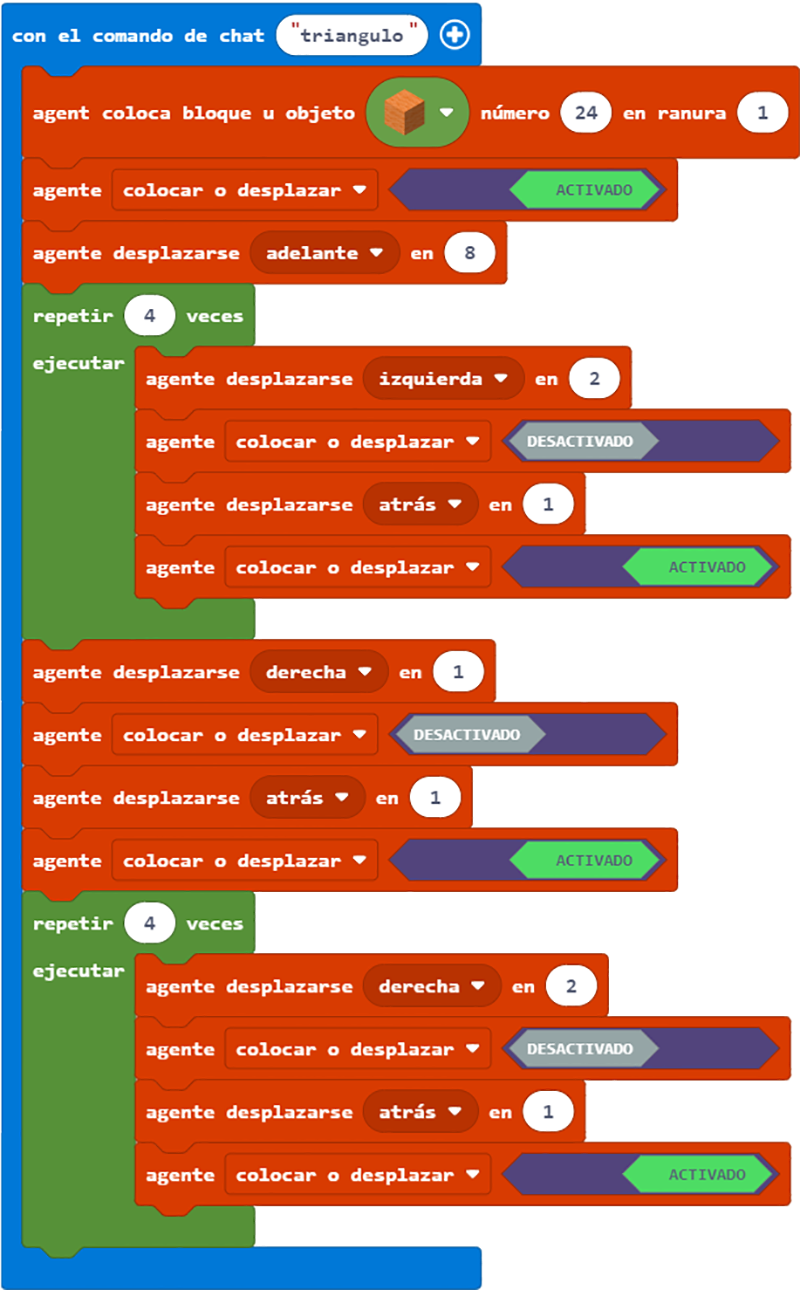 con el comando de chat "triangulo"
agent coloca bloque u objeto número 24 en ranura 1
agente colocar o desplazar ACTIVADO
agente desplazarse adelante en 8
repetir 4 veces
ejecutar
agente desplazarse izquierda en 2
agente colocar o desplazar DESACTIVADO
agente desplazarse atrás en 1
agente colocar o desplazar ACTIVADO
agente desplazarse derecha en 1
agente colocar o desplazar DESACTIVADO
agente desplazarse atrás en 1
agente colocar o desplazar ACTIVADO
repetir 4 veces
ejecutar
agente desplazarse derecha en 2
agente colocar o desplazar DESACTIVADO
agente desplazarse atrás en 1
agente colocar o desplazar ACTIVADO